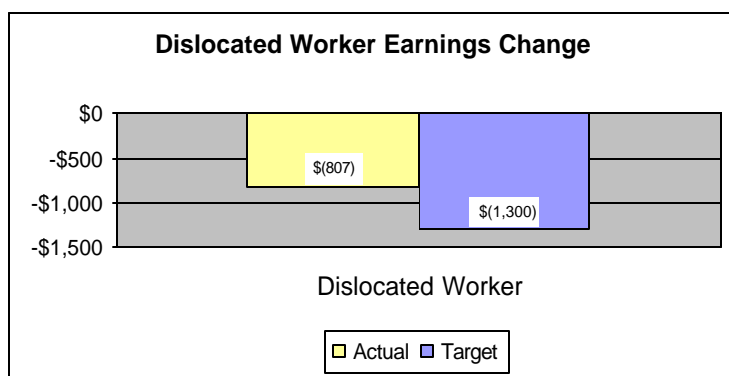 Dislocated Worker Earnings Change
$0
-$500
-$1,000
-$1,500
$(807)
$(1,300)
Dislocated Worker
Actual Target